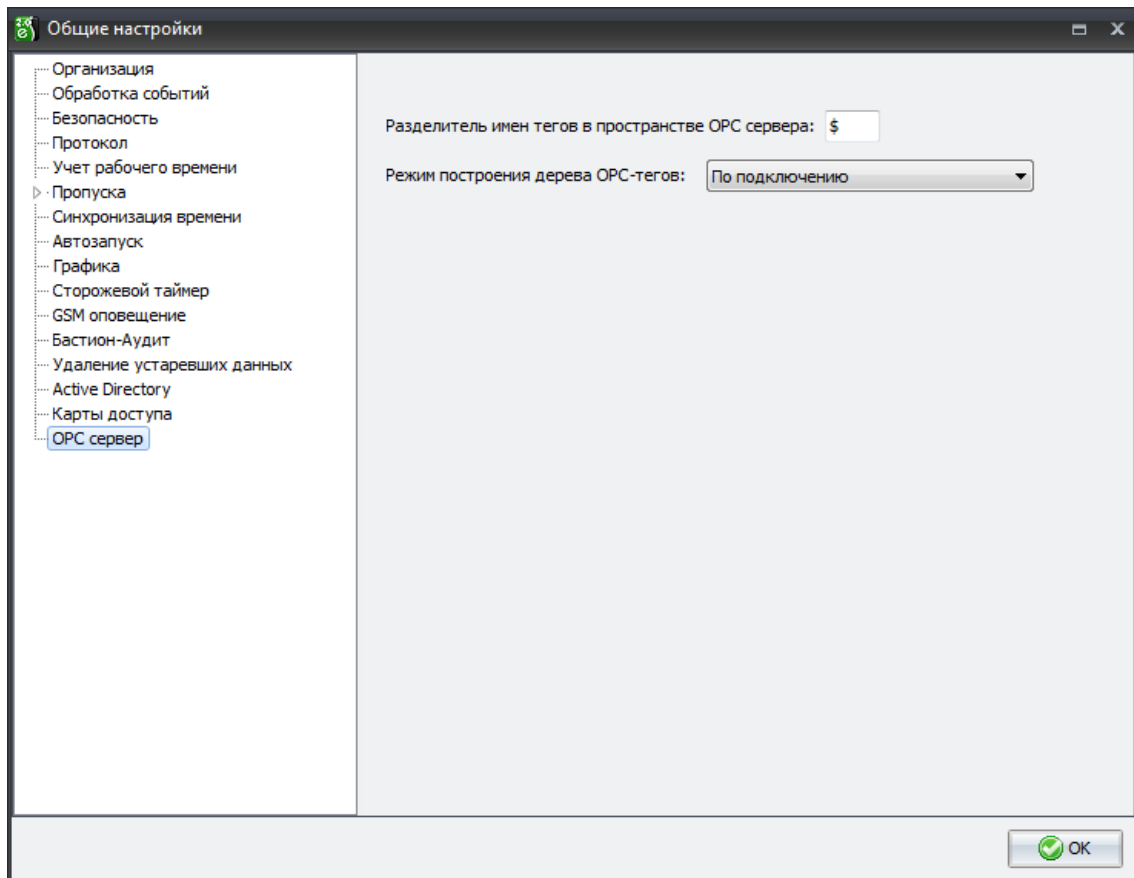 Общие настройки
Организация
Обработка событий
Безопасность
Протокол
Учет рабочего времени
Пропуска
Синхронизация времени
Автозапуск
Графика
Сторожевой таймер
GSM оповещение
Бастион-Аудит
Удаление устаревших данных
Active Directory
Карты доступа
OPC сервер
Разделитель имен тегов в пространстве OPC сервера: $
Режим построения дерева OPC-тегов: По подключению
OK